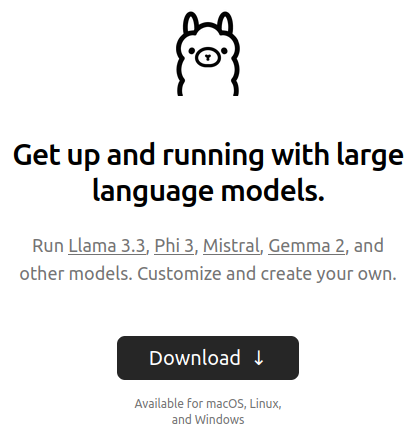 Get up and running with large
language models.
Run Llama 3.3, Phi 3, Mistral, Gemma 2, and
other models. Customize and create your own.
Download ↓
Available for macOS, Linux,
and Windows